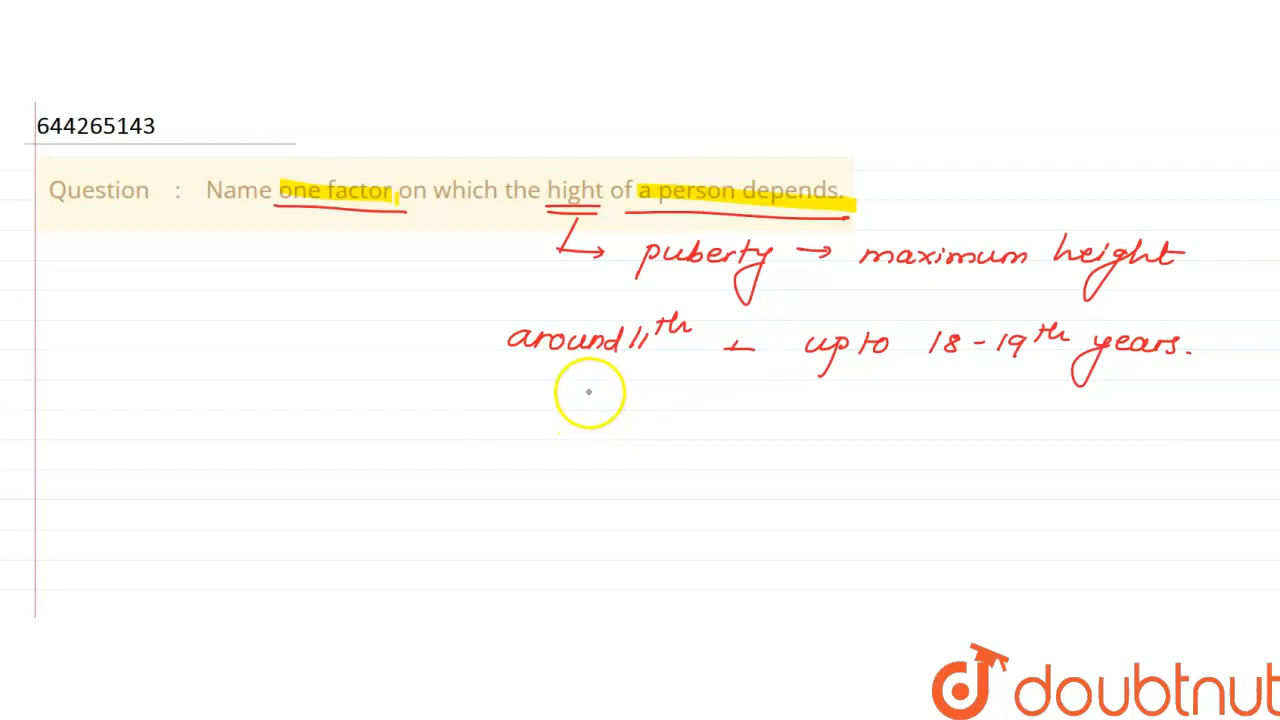 644265143
Question : Name one factor on which the hight of a person depends.
→ puberty → maximum height
around 11th - up to 18-19th years.
doubtnut